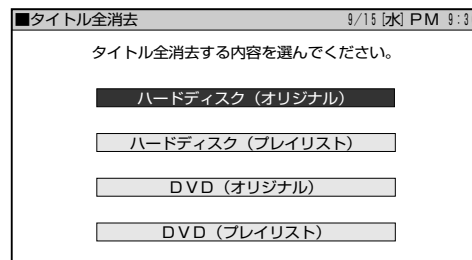 ■タイトル全消去 9/15[水] PM 9:3
タイトル全消去する内容を選んでください。
ハードディスク（オリジナル）
ハードディスク（プレイリスト）
ＤＶＤ（オリジナル）
ＤＶＤ（プレイリスト）